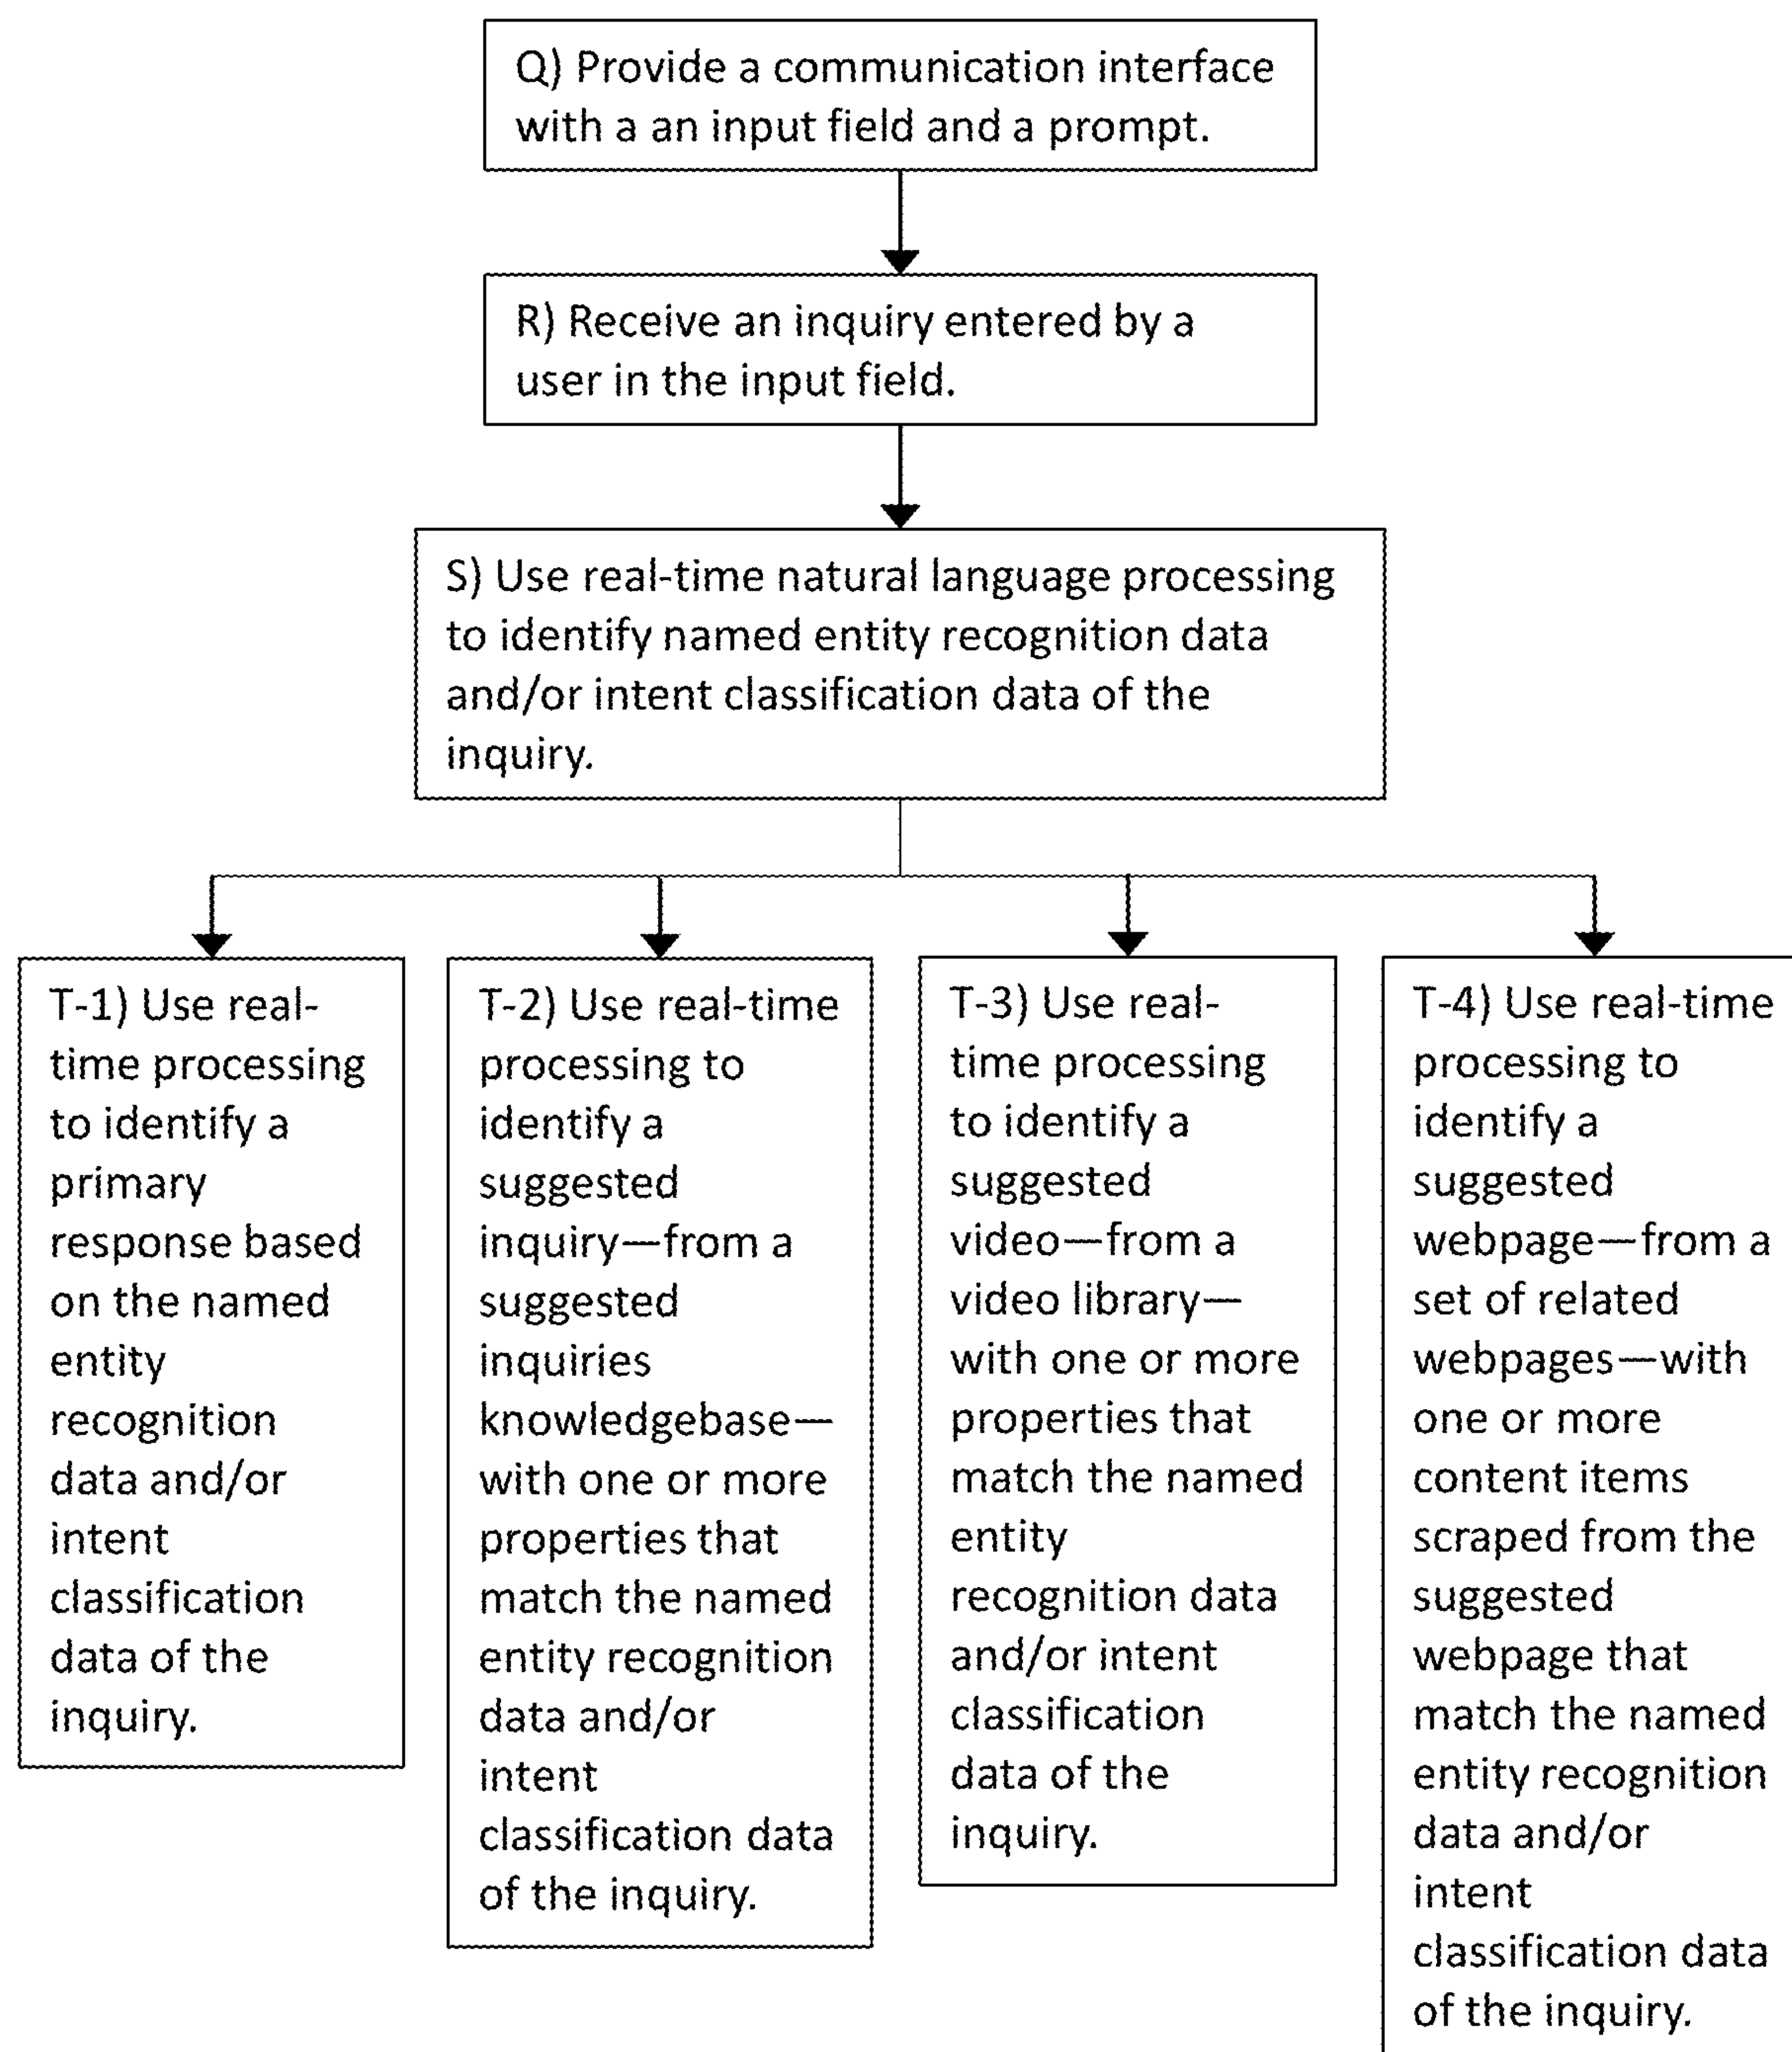 Q) Provide a communication interface
with a an input field and a prompt.
R) Receive an inquiry entered by a
user in the input field.
S) Use real-time natural language processing
to identify named entity recognition data
and/or intent classification data of the
inquiry.
T-1) Use real-
time processing
to identify a
primary
response based
on the named
entity
recognition
data and/or
intent
classification
data of the
inquiry.
T-2) Use real-time
processing to
identify a
suggested
inquiry—from a
suggested
inquiries
knowledgebase—
with one or more
properties that
match the named
entity recognition
data and/or
intent
classification data
of the inquiry.
T-3) Use real-
time processing
to identify a
suggested
video—from a
video library—
with one or more
properties that
match the named
entity
recognition data
and/or intent
classification
data of the
inquiry.
T-4) Use real-time
processing to
identify a
suggested
webpage—from a
set of related
webpages—with
one or more
content items
scraped from the
suggested
webpage that
match the named
entity recognition
data and/or
intent
classification data
of the inquiry.